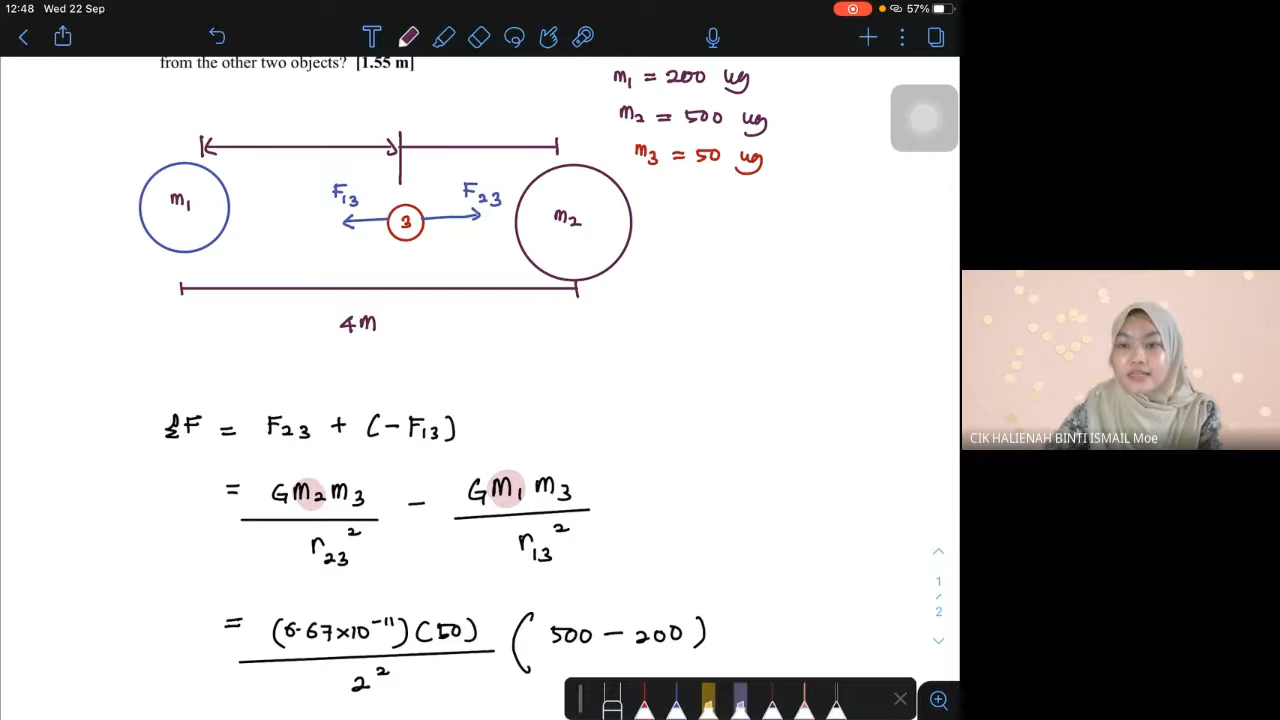 12:48 Wed 22 Sep
57%
T
from the other two objects? [1.55 m]
m1 = 200 kg
m2 = 500 kg
m3 = 50 kg
m1
F13
3
F23
m2
4m
ΣF = F23 + (-F13)
= Gm2m3 / r23² - Gm1m3 / r13²
= (6.67×10⁻¹¹)(50) / 2² (500 - 200)
1
/
2
CIK HALIENAH BINTI ISMAIL Moe